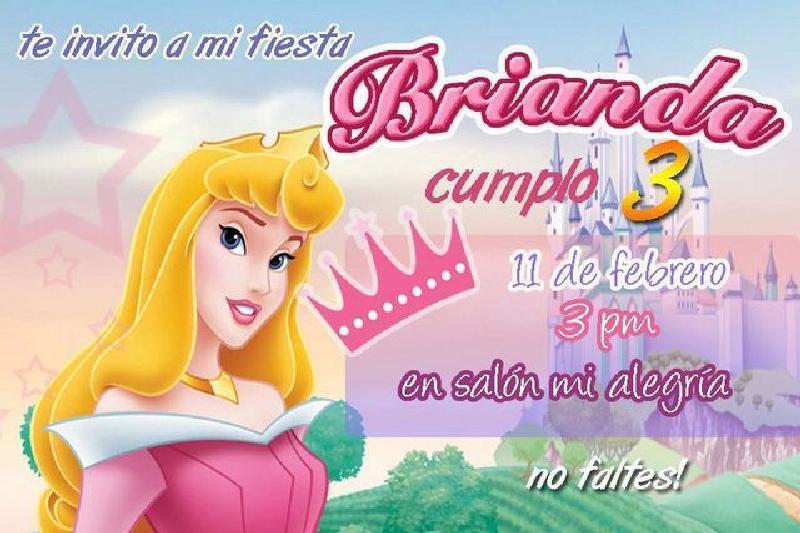 te invito a mi fiesta
Brianda
cumplo 3
11 de febrero
3 pm
en salón mi alegría
no faltes!